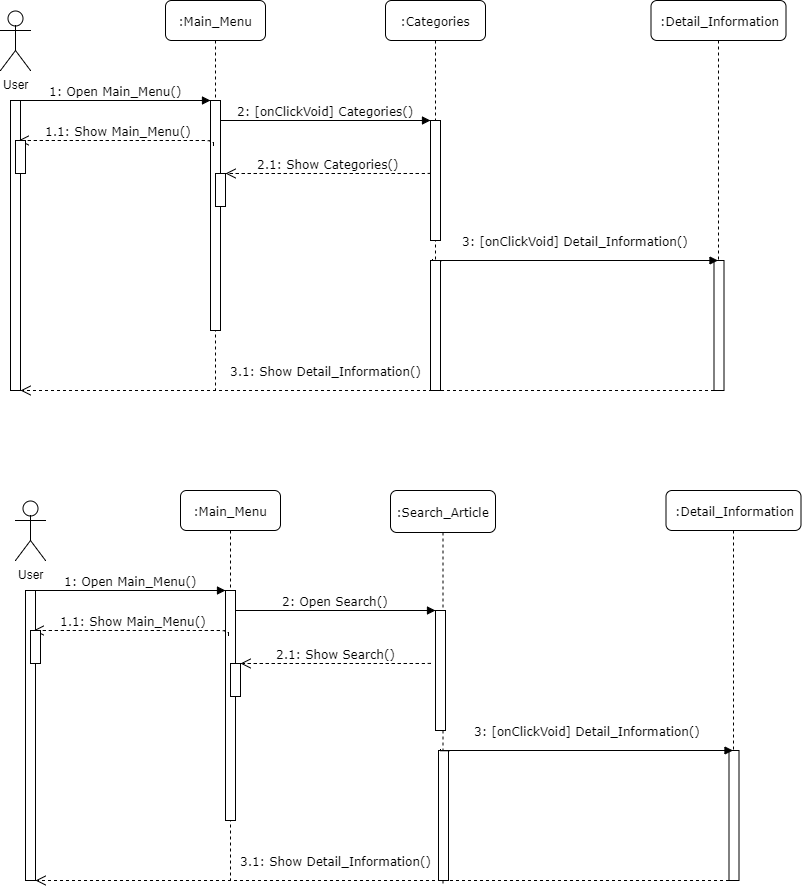 :Main_Menu
:Categories
:Detail_Information
User
1: Open Main_Menu()
2: [onClickVoid] Categories()
1.1: Show Main_Menu()
2.1: Show Categories()
3: [onClickVoid] Detail_Information()
3.1: Show Detail_Information()
:Main_Menu
:Search_Article
:Detail_Information
User
1: Open Main_Menu()
2: Open Search()
1.1: Show Main_Menu()
2.1: Show Search()
3: [onClickVoid] Detail_Information()
3.1: Show Detail_Information()